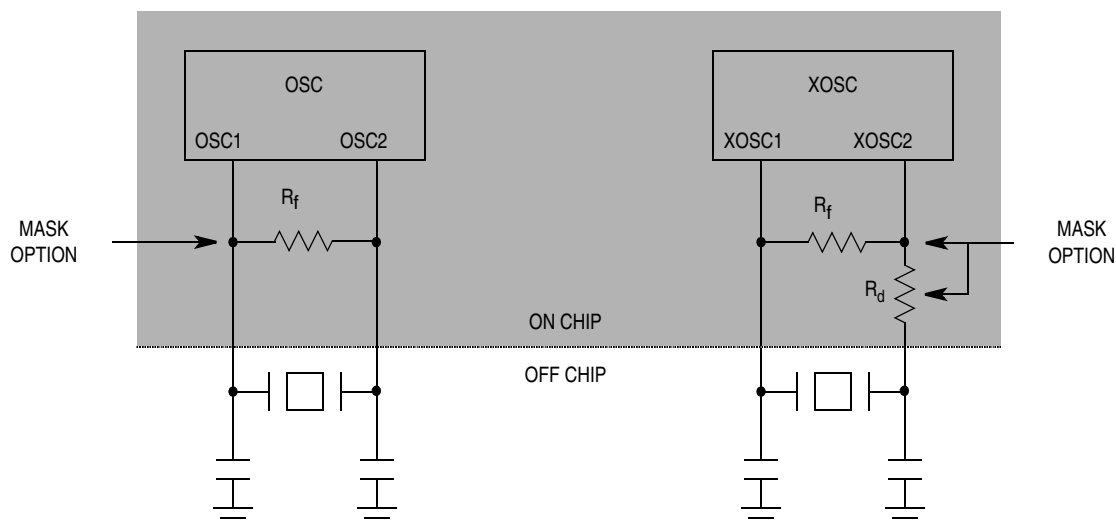 OSC
XOSC
OSC1
OSC2
XOSC1
XOSC2
Rf
Rf
MASK
OPTION
MASK
OPTION
Rd
ON CHIP
OFF CHIP